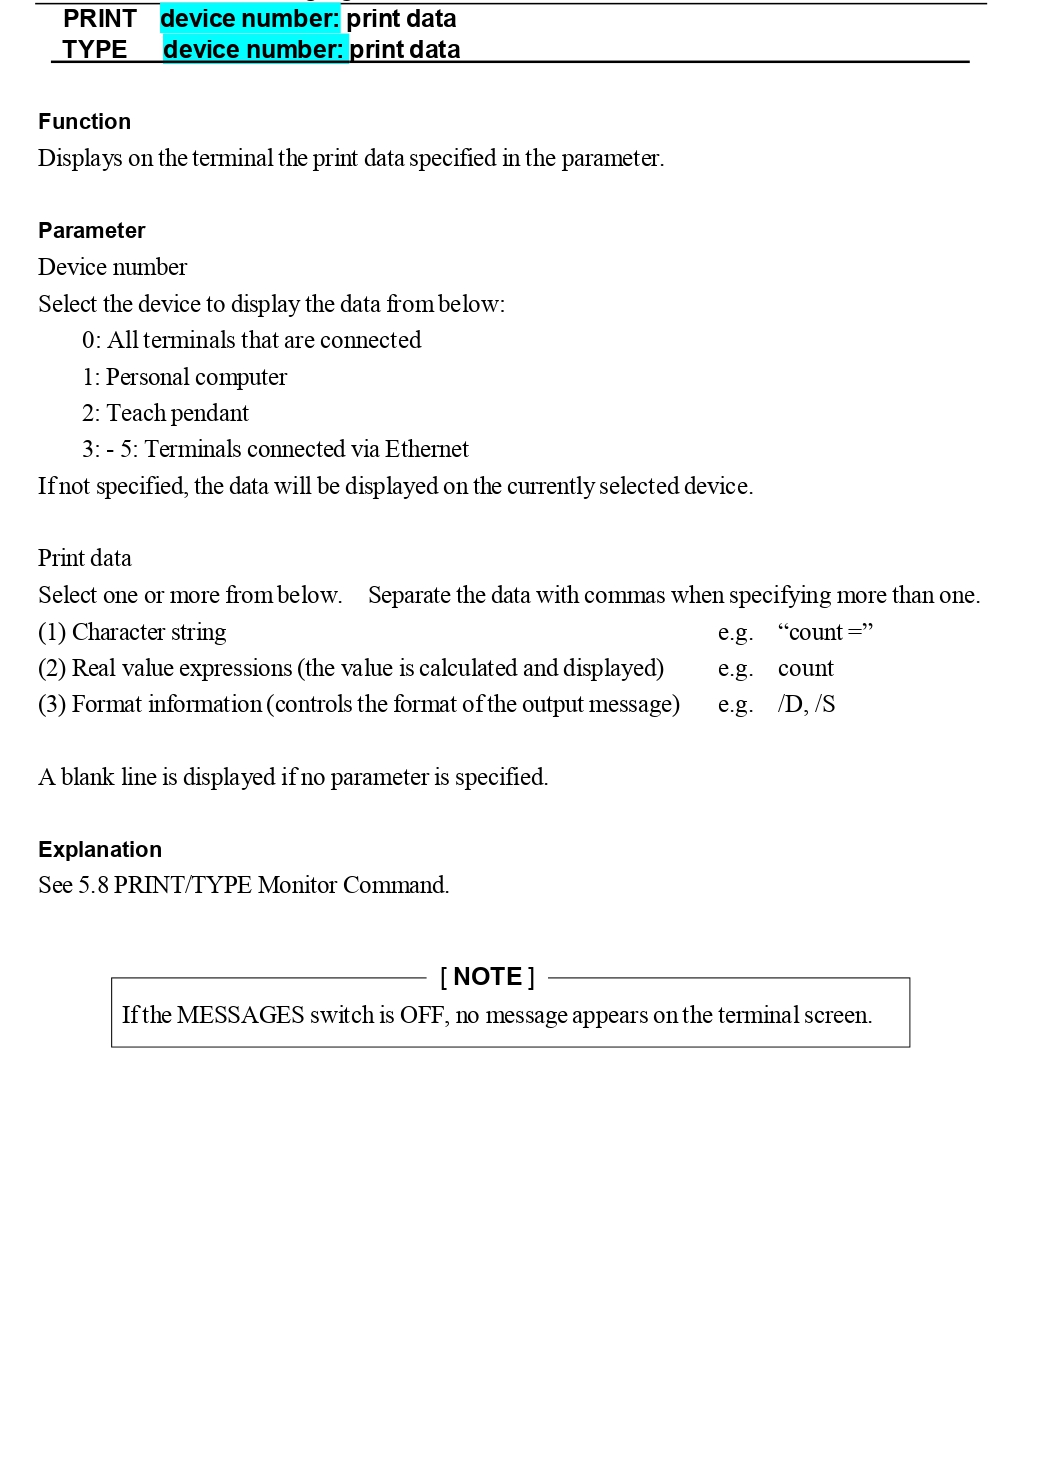 PRINT device number: print data
TYPE device number: print data
Function
Displays on the terminal the print data specified in the parameter.
Parameter
Device number
Select the device to display the data from below:
0: All terminals that are connected
1: Personal computer
2: Teach pendant
3: - 5: Terminals connected via Ethernet
If not specified, the data will be displayed on the currently selected device.
Print data
Select one or more from below. Separate the data with commas when specifying more than one.
(1) Character string e.g. “count =”
(2) Real value expressions (the value is calculated and displayed) e.g. count
(3) Format information (controls the format of the output message) e.g. /D, /S
A blank line is displayed if no parameter is specified.
Explanation
See 5.8 PRINT/TYPE Monitor Command.
[ NOTE ]
If the MESSAGES switch is OFF, no message appears on the terminal screen.